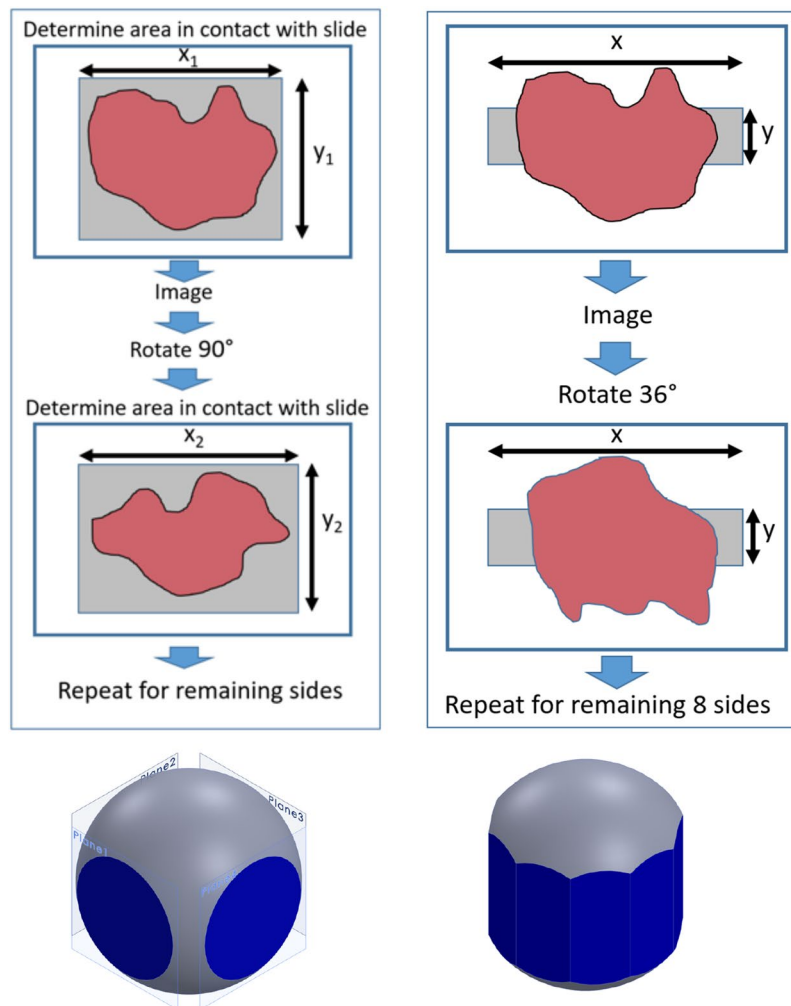 Determine area in contact with slide
x₁
y₁
Image
Rotate 90°
Determine area in contact with slide
x₂
y₂
Repeat for remaining sides
x
y
Image
Rotate 36°
x
y
Repeat for remaining 8 sides
Plane2
Plane3
Plane1